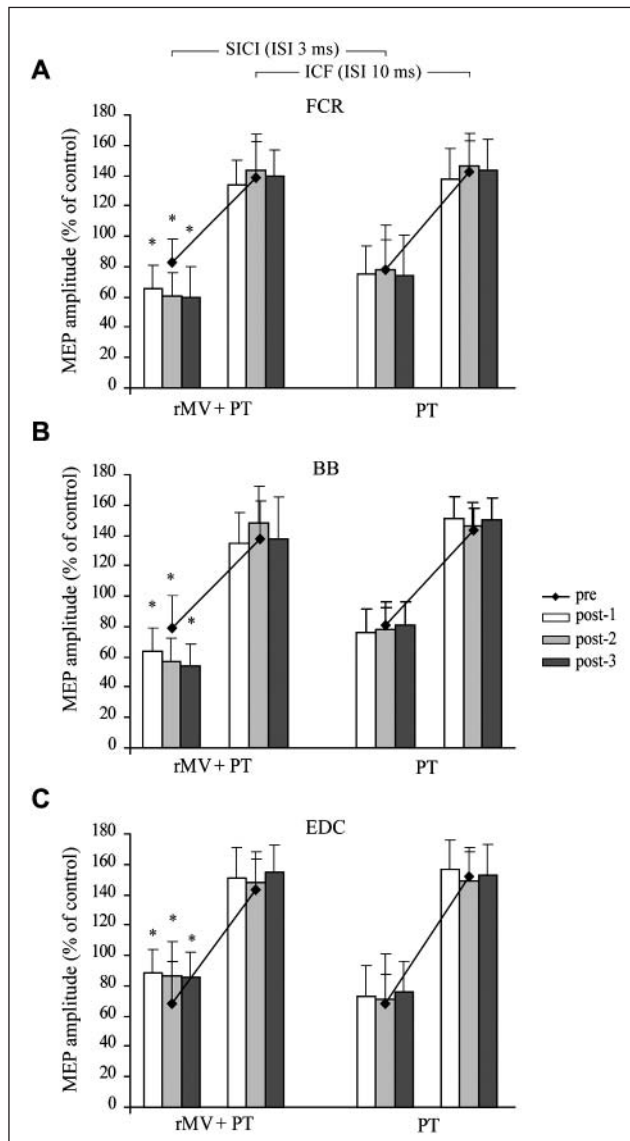 SICI (ISI 3 ms)
A
ICF (ISI 10 ms)
FCR
MEP amplitude (% of control)
180
160
140
120
100
80
60
40
20
0
* * *
rMV + PT
PT
B
BB
MEP amplitude (% of control)
180
160
140
120
100
80
60
40
20
0
* * *
rMV + PT
PT
pre
post-1
post-2
post-3
C
EDC
MEP amplitude (% of control)
180
160
140
120
100
80
60
40
20
0
* * *
rMV + PT
PT